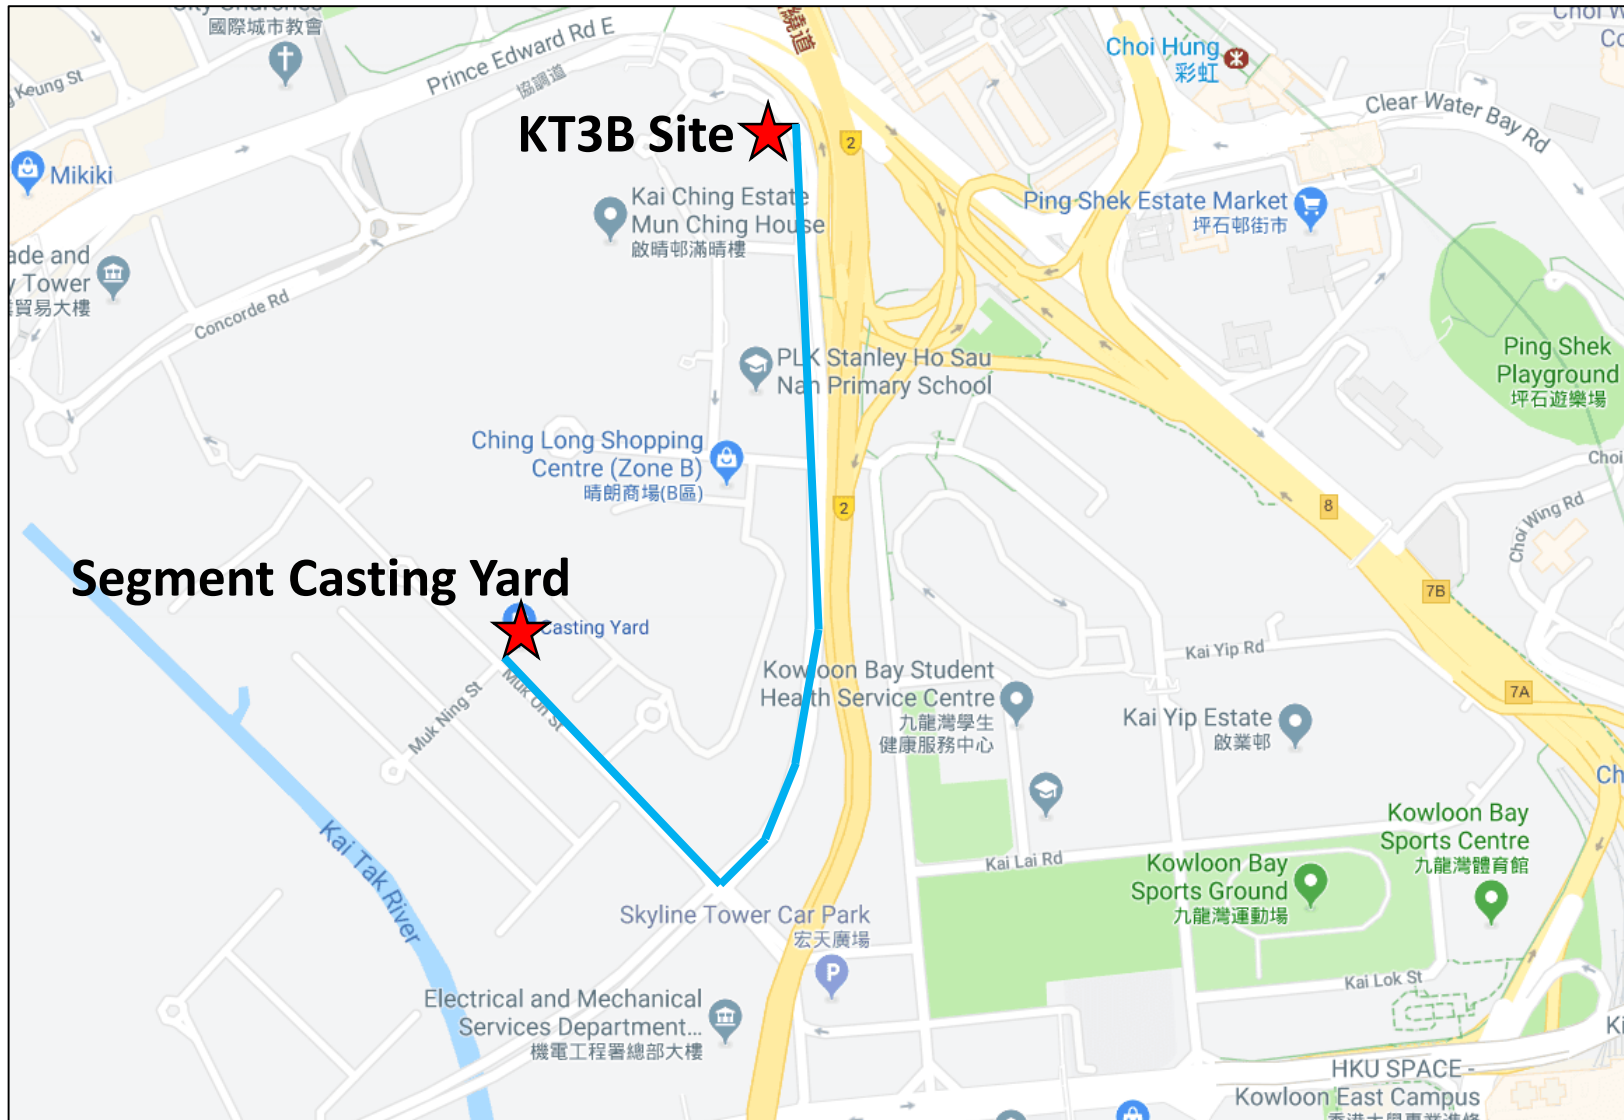 國際城市教會
Keung St
Prince Edward Rd E
協調道
繞道
Choi Hung
彩虹
Clear Water Bay Rd
KT3B Site
2
Mikiki
Kai Ching Estate
Mun Ching House
啟晴邨滿晴樓
Ping Shek Estate Market
坪石邨街市
ade and
Tower
貿易大樓
Concorde Rd
PLK Stanley Ho Sau
Nan Primary School
Ping Shek
Playground
坪石遊樂場
Ching Long Shopping
Centre (Zone B)
晴朗商場(B區)
Choi
2
8
Choi Wing Rd
Segment Casting Yard
Casting Yard
7B
Kai Yip Rd
Kowloon Bay Student
Health Service Centre
九龍灣學生
健康服務中心
7A
Muk Ning St
Muk On St
Kai Yip Estate
啟業邨
Ch
Kai Tak River
Kowloon Bay
Sports Centre
九龍灣體育館
Kai Lai Rd
Kowloon Bay
Sports Ground
九龍灣運動場
Skyline Tower Car Park
宏天廣場
P
Kai Lok St
Electrical and Mechanical
Services Department...
機電工程署總部大樓
Ki
HKU SPACE -
Kowloon East Campus